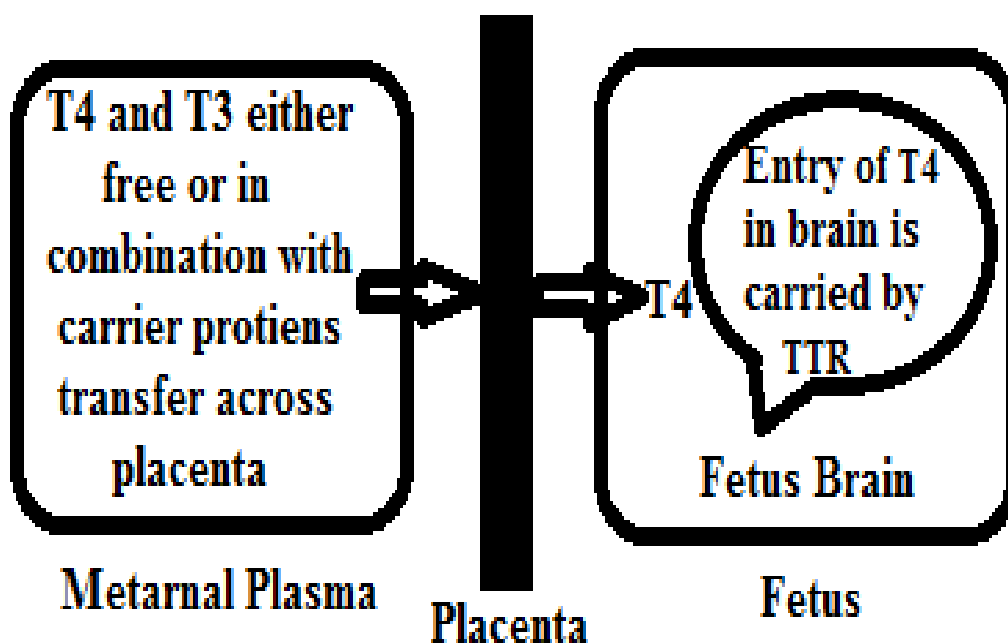 T4 and T3 either
free or in
combination with
carrier protiens
transfer across
placenta
Metarnal Plasma
Placenta
T4
Entry of T4
in brain is
carried by
TTR
Fetus Brain
Fetus